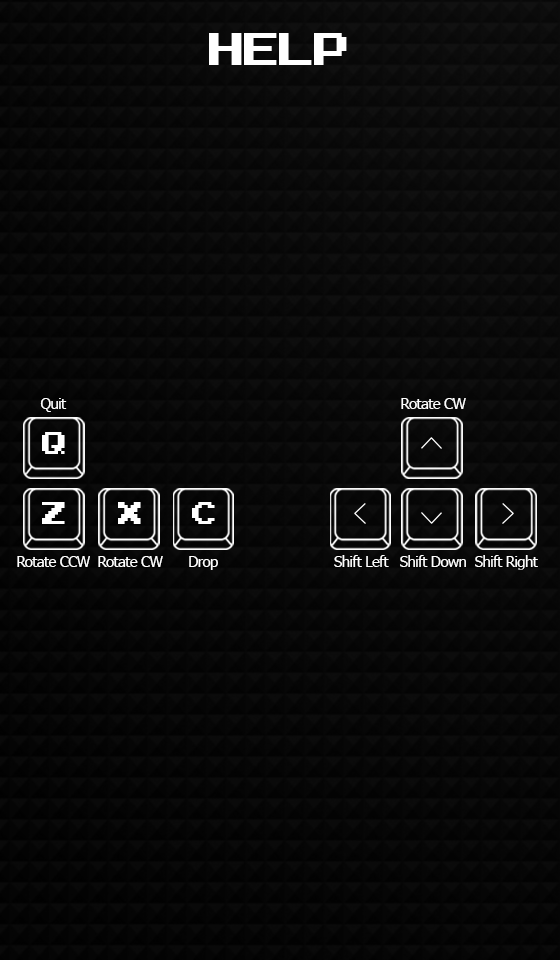 HELP
Quit
Rotate CW
Q
Z
X
C
Rotate CCW
Rotate CW
Drop
Shift Left
Shift Down
Shift Right